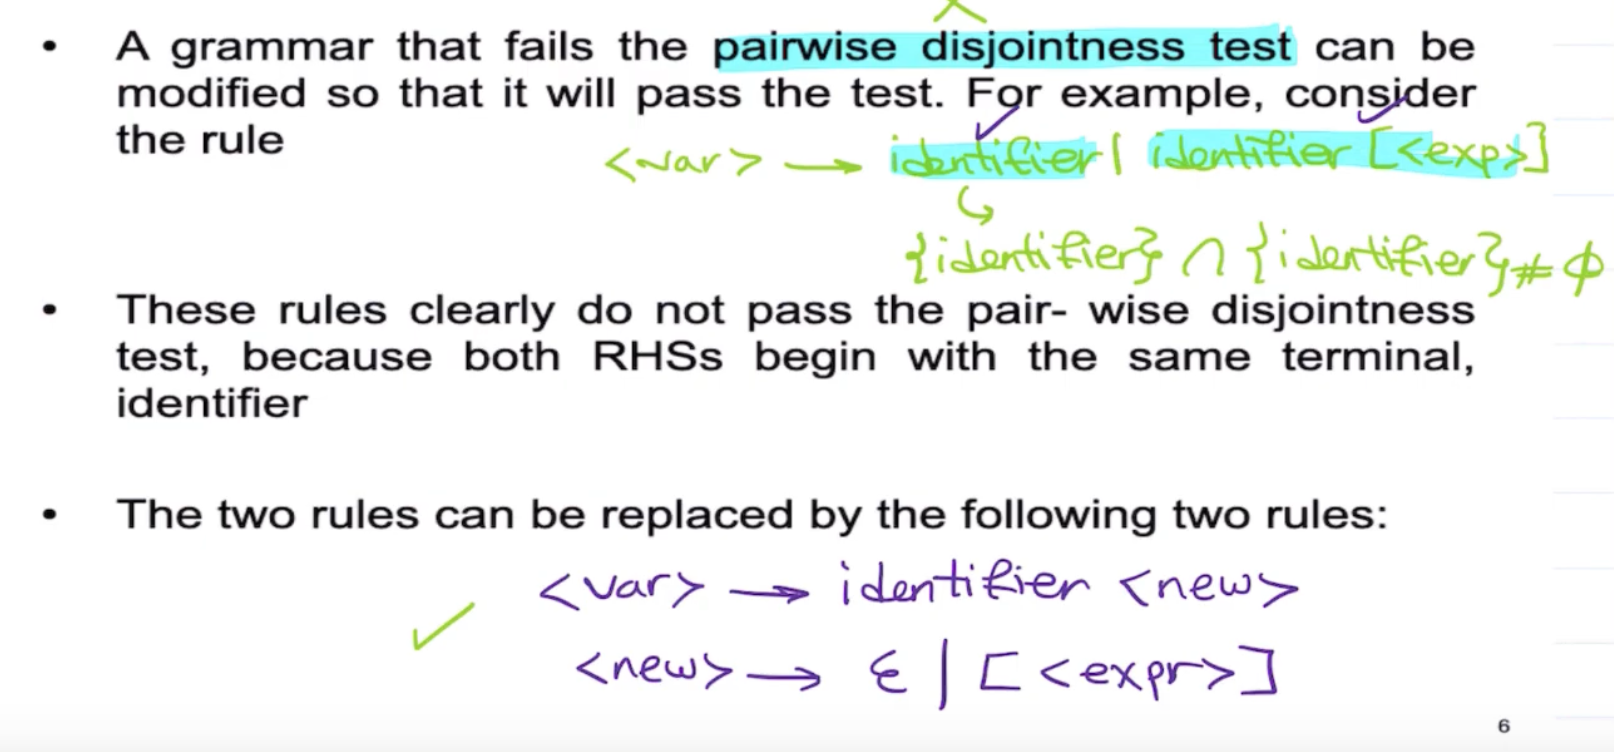 • A grammar that fails the pairwise disjointness test can be
modified so that it will pass the test. For example, consider
the rule
<var> → identifier | identifier [<exp>]
{identifier} ∩ {identifier} ≠ ϕ
• These rules clearly do not pass the pair- wise disjointness
test, because both RHSs begin with the same terminal,
identifier
• The two rules can be replaced by the following two rules:
<var> → identifier <new>
<new> → ε | [<expr>]
6